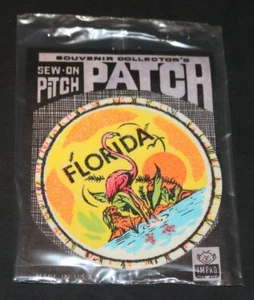 SOUVENIR COLLECTOR'S
SEW-ON
PITCH
PATCH
FLORIDA